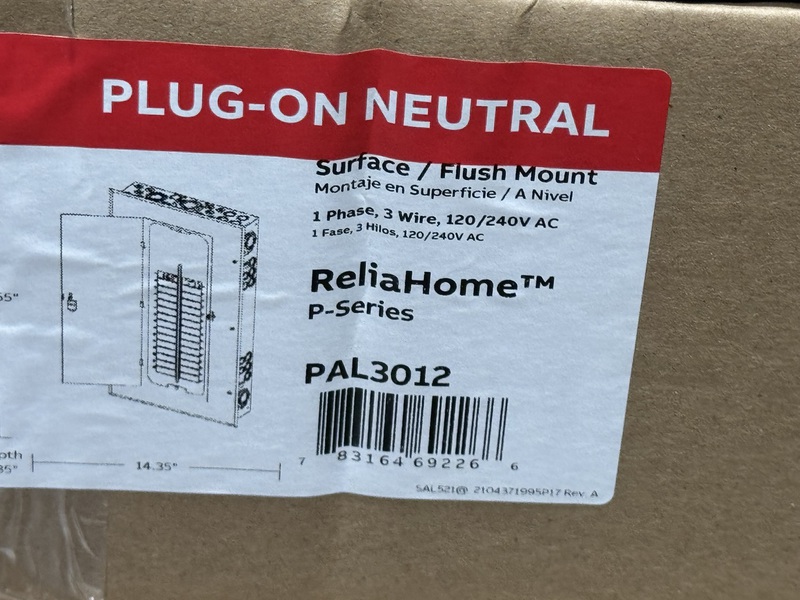 PLUG-ON NEUTRAL
Surface / Flush Mount
Montaje en Superficie / A Nivel
1 Phase, 3 Wire, 120/240V AC
1 Fase, 3 Hilos, 120/240V AC
ReliaHome™
P-Series
PAL3012
14.35"
7 83164 69226 6
SAL521@ 2104371995P17 Rev. A